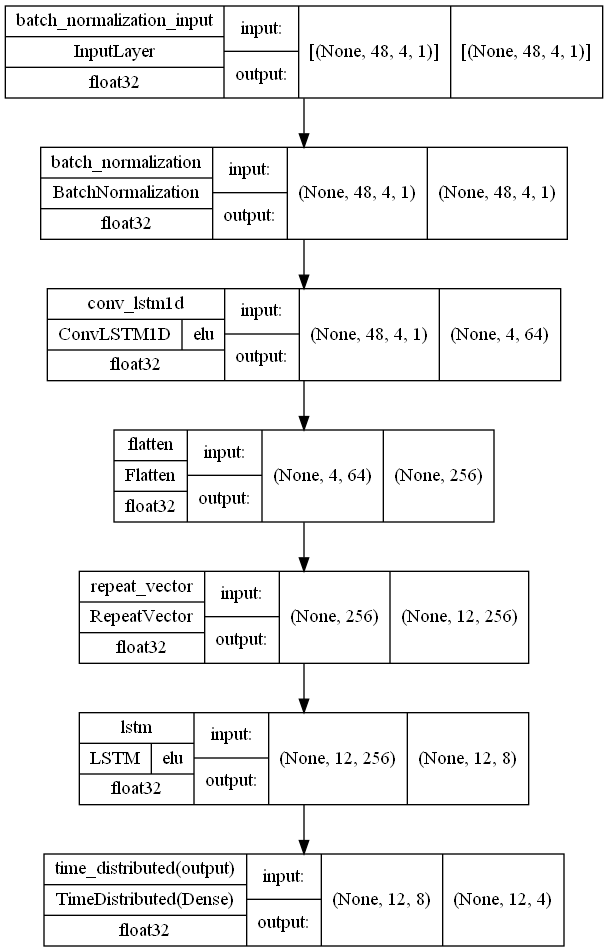 batch_normalization_input
InputLayer
float32
input:
output:
[(None, 48, 4, 1)]
[(None, 48, 4, 1)]
batch_normalization
BatchNormalization
float32
input:
output:
(None, 48, 4, 1)
(None, 48, 4, 1)
conv_lstm1d
ConvLSTM1D
elu
float32
input:
output:
(None, 48, 4, 1)
(None, 4, 64)
flatten
Flatten
float32
input:
output:
(None, 4, 64)
(None, 256)
repeat_vector
RepeatVector
float32
input:
output:
(None, 256)
(None, 12, 256)
lstm
LSTM
elu
float32
input:
output:
(None, 12, 256)
(None, 12, 8)
time_distributed(output)
TimeDistributed(Dense)
float32
input:
output:
(None, 12, 8)
(None, 12, 4)